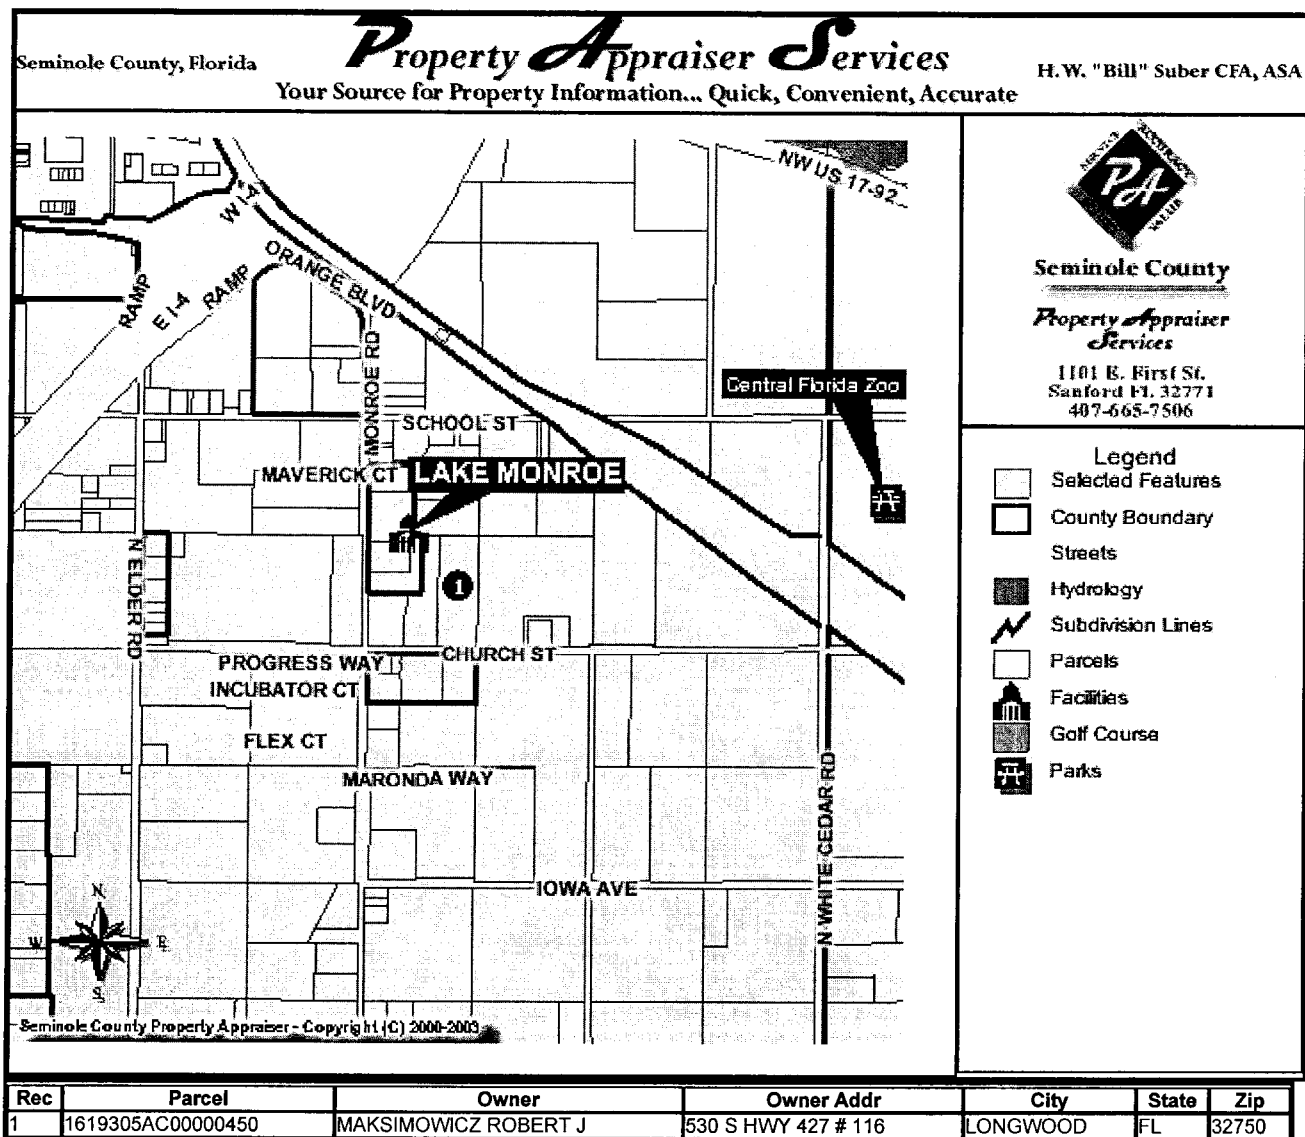 Seminole County, Florida
Property Appraiser Services
Your Source for Property Information... Quick, Convenient, Accurate
H.W. "Bill" Suber CFA, ASA
NW US 17-92
W I-4
ORANGE BLVD
RAMP
E I-4
RAMP
MONROE RD
Central Florida Zoo
SCHOOL ST
MAVERICK CT
LAKE MONROE
N ELDER RD
1
CHURCH ST
PROGRESS WAY
INCUBATOR CT
FLEX CT
MARONDA WAY
N WHITE CEDAR RD
IOWA AVE
N
W
E
S
Seminole County Property Appraiser - Copyright (C) 2000-2003
PA
Seminole County
Property Appraiser
Services
1101 E. First St.
Sanford FL 32771
407-665-7506
Legend
Selected Features
County Boundary
Streets
Hydrology
Subdivision Lines
Parcels
Facilities
Golf Course
Parks
Rec Parcel Owner Owner Addr City State Zip
1 1619305AC00000450 MAKSIMOWICZ ROBERT J 530 S HWY 427 # 116 LONGWOOD FL 32750